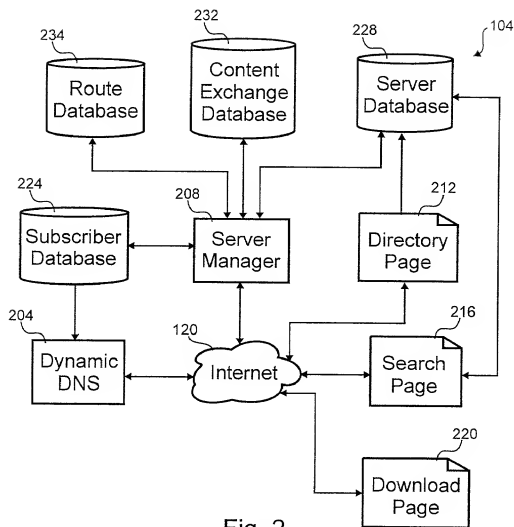 234
232
228
104
Route
Database
Content
Exchange
Database
Server
Database
224
208
212
Subscriber
Database
Server
Manager
Directory
Page
204
120
216
Dynamic
DNS
Internet
Search
Page
220
Download
Page
Fig. 2